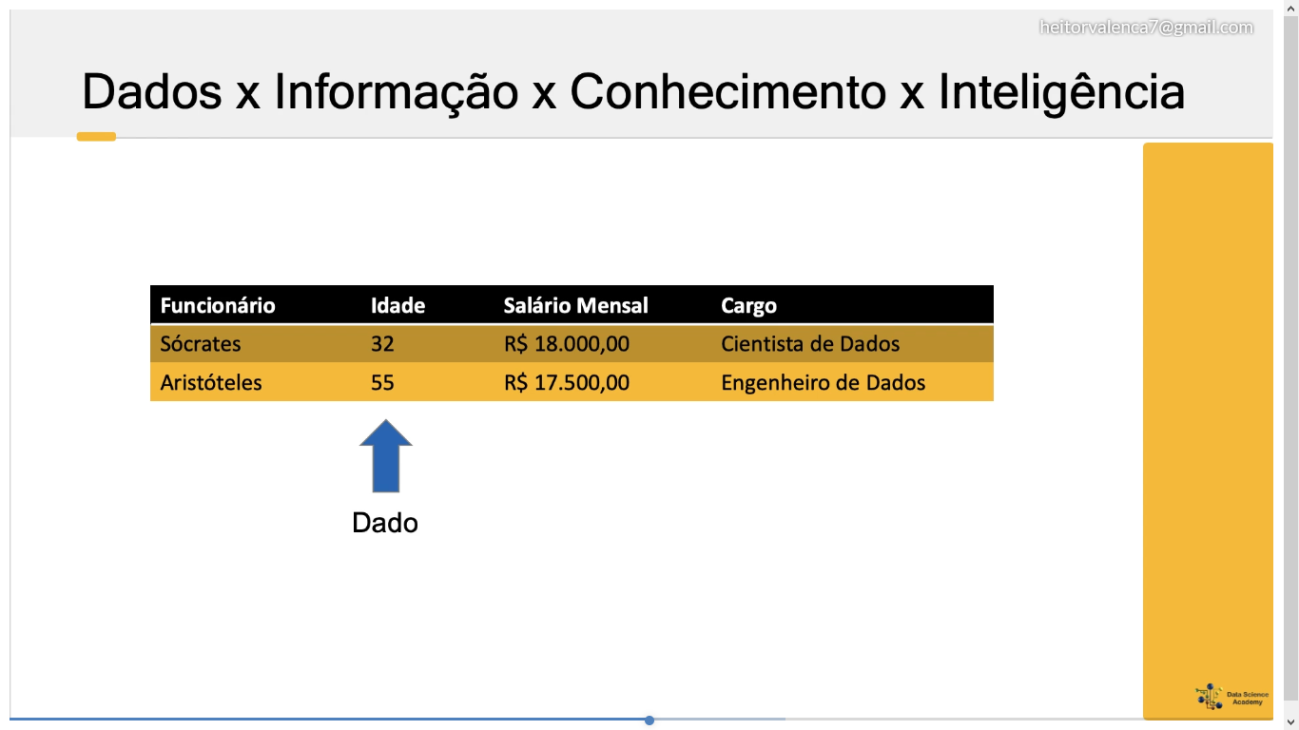 heitorvalenca7@gmail.com
Dados x Informação x Conhecimento x Inteligência
Funcionário Idade Salário Mensal Cargo
Sócrates 32 R$ 18.000,00 Cientista de Dados
Aristóteles 55 R$ 17.500,00 Engenheiro de Dados
Dado
Data Science
Academy